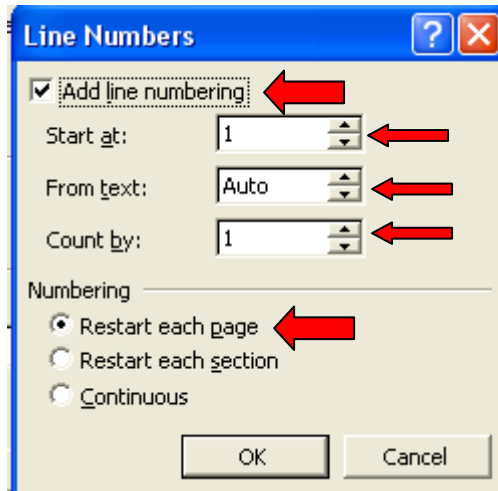 Line Numbers
Add line numbering
Start at: 1
From text: Auto
Count by: 1
Numbering
Restart each page
Restart each section
Continuous
OK Cancel